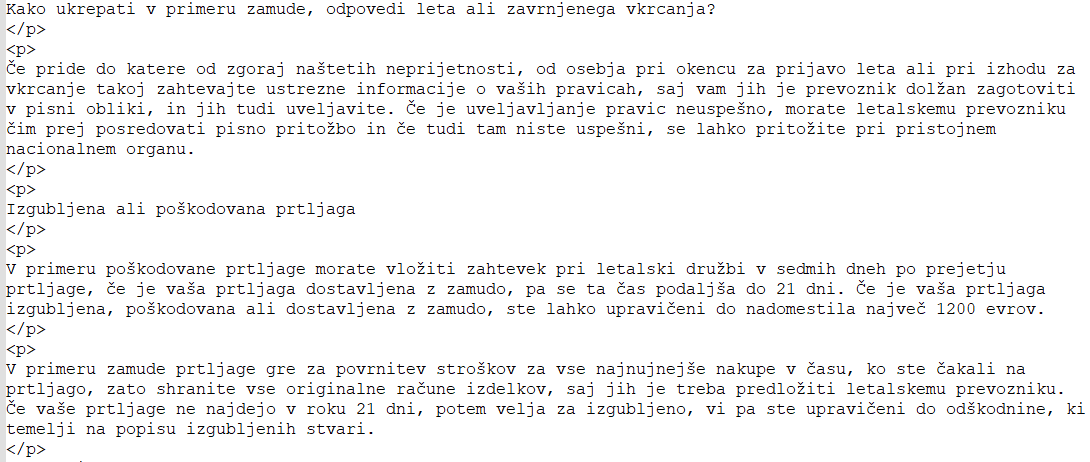 Kako ukrepati v primeru zamude, odpovedi leta ali zavrnjenega vkrcanja?
</p>
<p>
Če pride do katere od zgoraj naštetih neprijetnosti, od osebja pri okencu za prijavo leta ali pri izhodu za
vkrcanje takoj zahtevajte ustrezne informacije o vaših pravicah, saj vam jih je prevoznik dolžan zagotoviti
v pisni obliki, in jih tudi uveljavite. Če je uveljavljanje pravic neuspešno, morate letalskemu prevozniku
čim prej posredovati pisno pritožbo in če tudi tam niste uspešni, se lahko pritožite pri pristojnem
nacionalnem organu.
</p>
<p>
Izgubljena ali poškodovana prtljaga
</p>
<p>
V primeru poškodovane prtljage morate vložiti zahtevek pri letalski družbi v sedmih dneh po prejetju
prtljage, če je vaša prtljaga dostavljena z zamudo, pa se ta čas podaljša do 21 dni. Če je vaša prtljaga
izgubljena, poškodovana ali dostavljena z zamudo, ste lahko upravičeni do nadomestila največ 1200 evrov.
</p>
<p>
V primeru zamude prtljage gre za povrnitev stroškov za vse najnujnejše nakupe v času, ko ste čakali na
prtljago, zato shranite vse originalne račune izdelkov, saj jih je treba predložiti letalskemu prevozniku.
Če vaše prtljage ne najdejo v roku 21 dni, potem velja za izgubljeno, vi pa ste upravičeni do odškodnine, ki
temelji na popisu izgubljenih stvari.
</p>